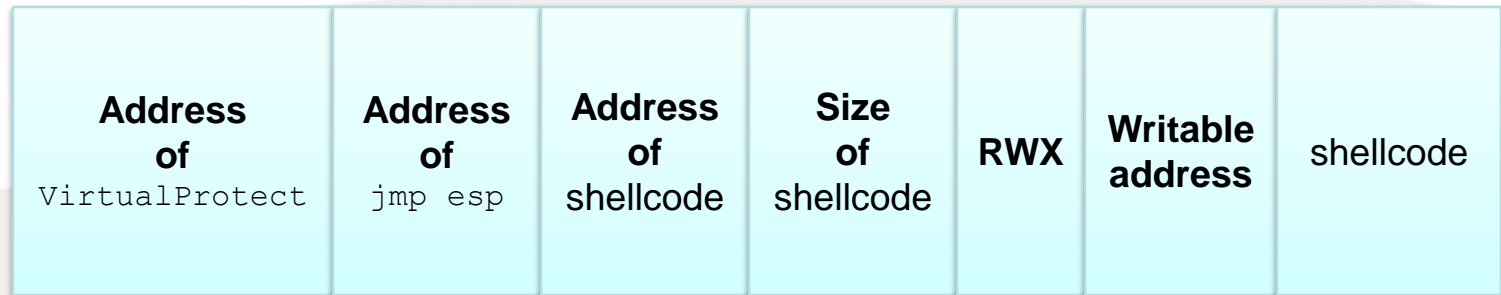 Address
of
VirtualProtect
Address
of
jmp esp
Address
of
shellcode
Size
of
shellcode
RWX
Writable
address
shellcode